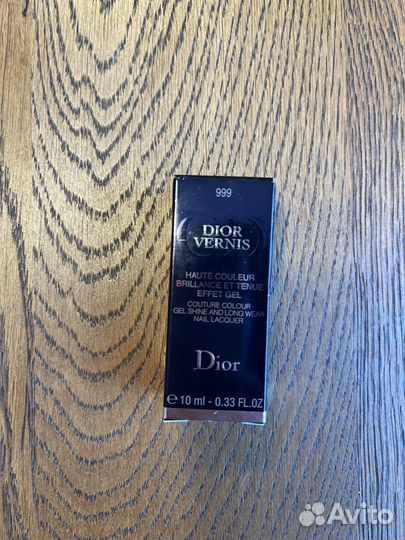 999
DIOR
VERNIS
HAUTE COULEUR
BRILLANCE ET TENUE
EFFET GEL
COUTURE COLOUR
GEL SHINE AND LONG WEAR
NAIL LACQUER
Dior
℮ 10 ml - 0.33 FL.OZ
Avito